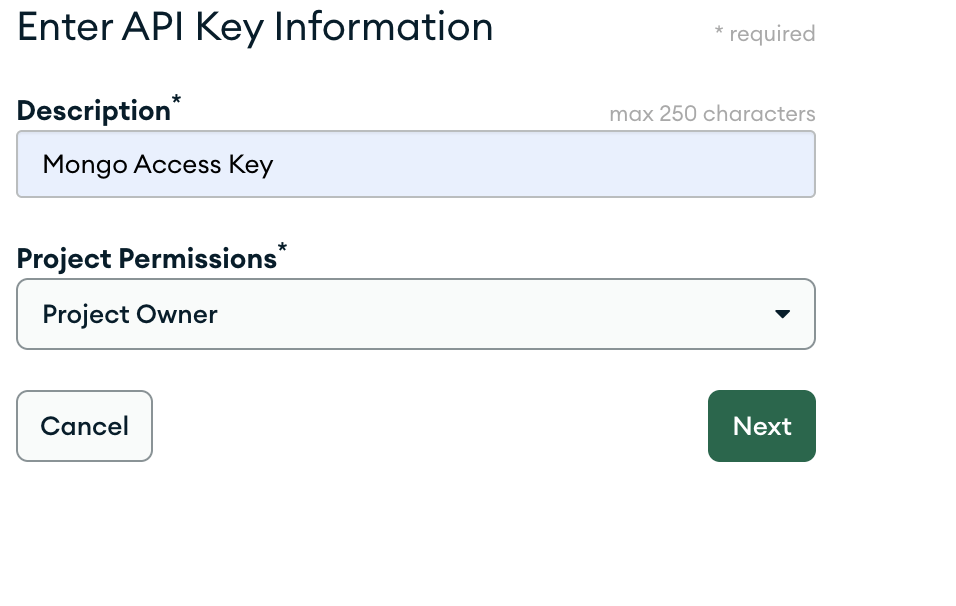 Enter API Key Information
* required
Description*
max 250 characters
Mongo Access Key
Project Permissions*
Project Owner
Cancel
Next